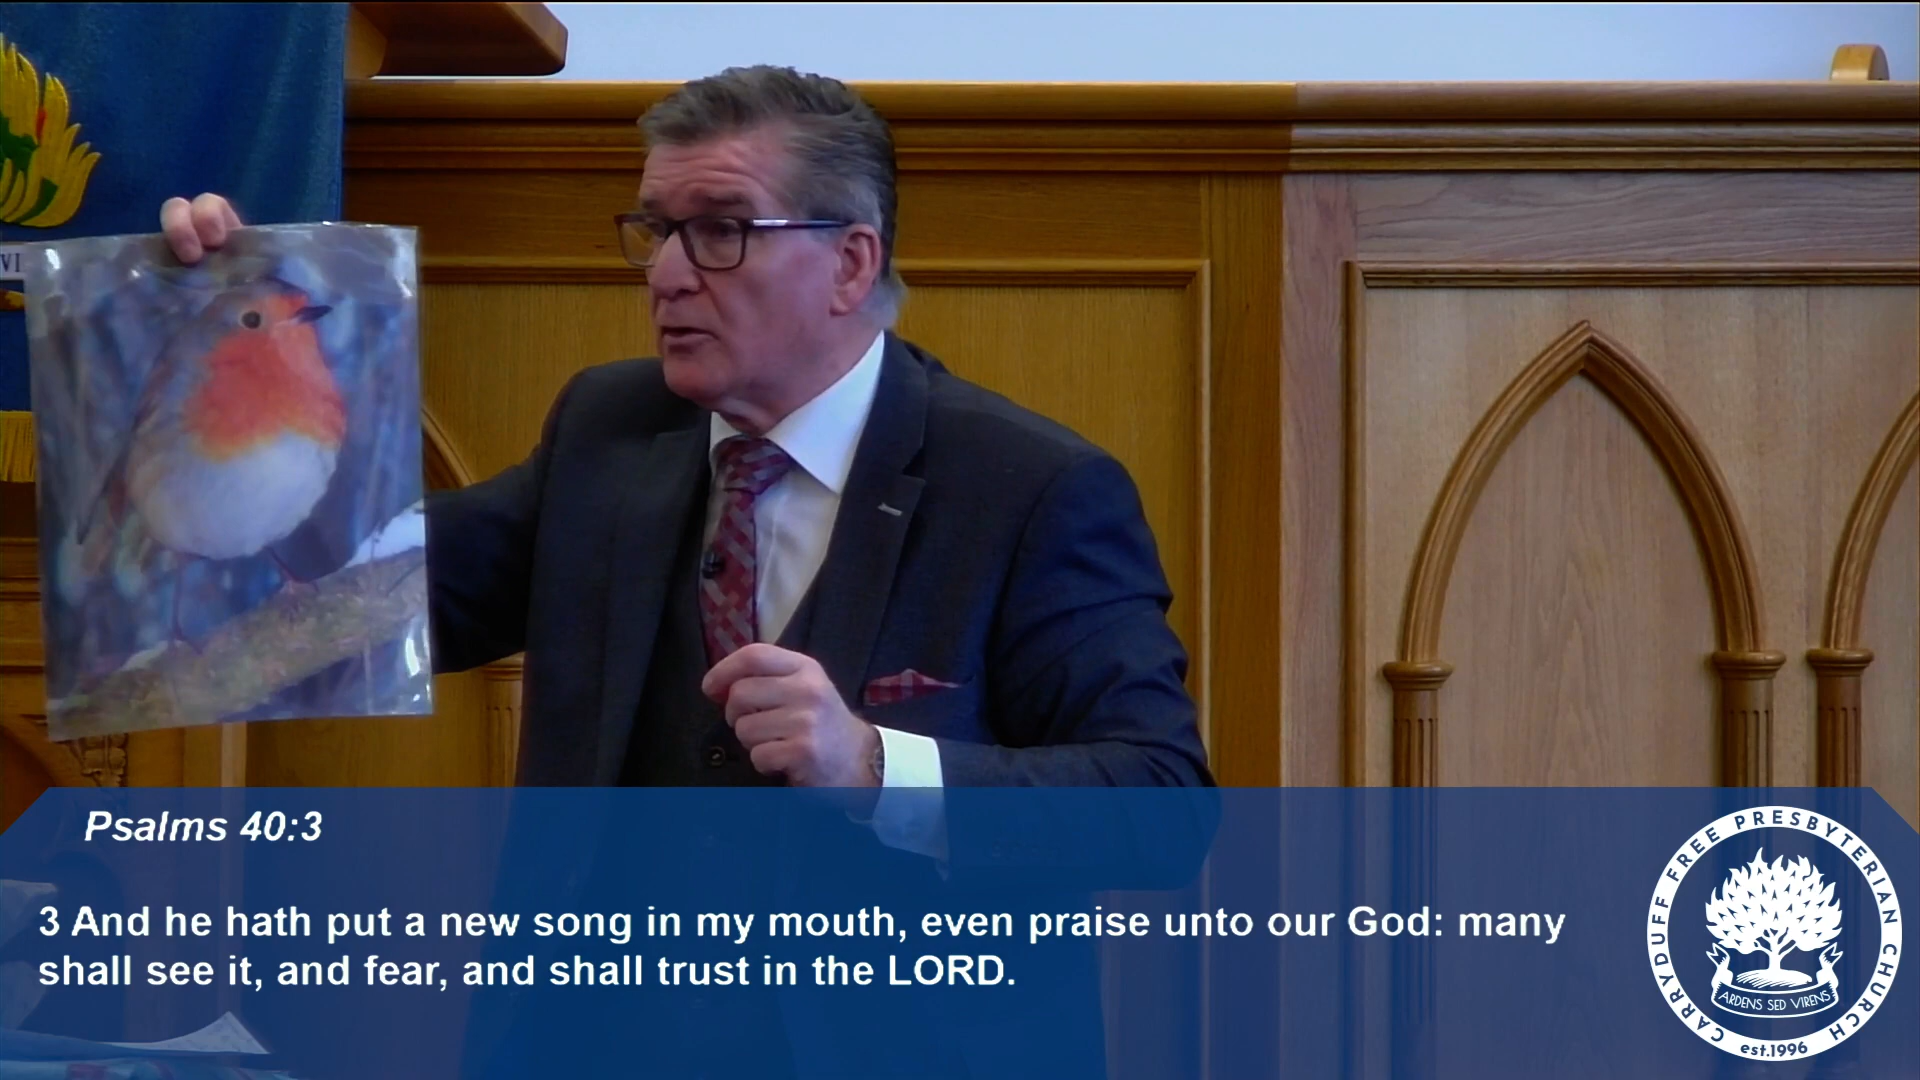 VI
Psalms 40:3
3 And he hath put a new song in my mouth, even praise unto our God: many
shall see it, and fear, and shall trust in the LORD.
CARRYDUFF FREE PRESBYTERIAN CHURCH
ARDENS SED VIRENS
est.1996